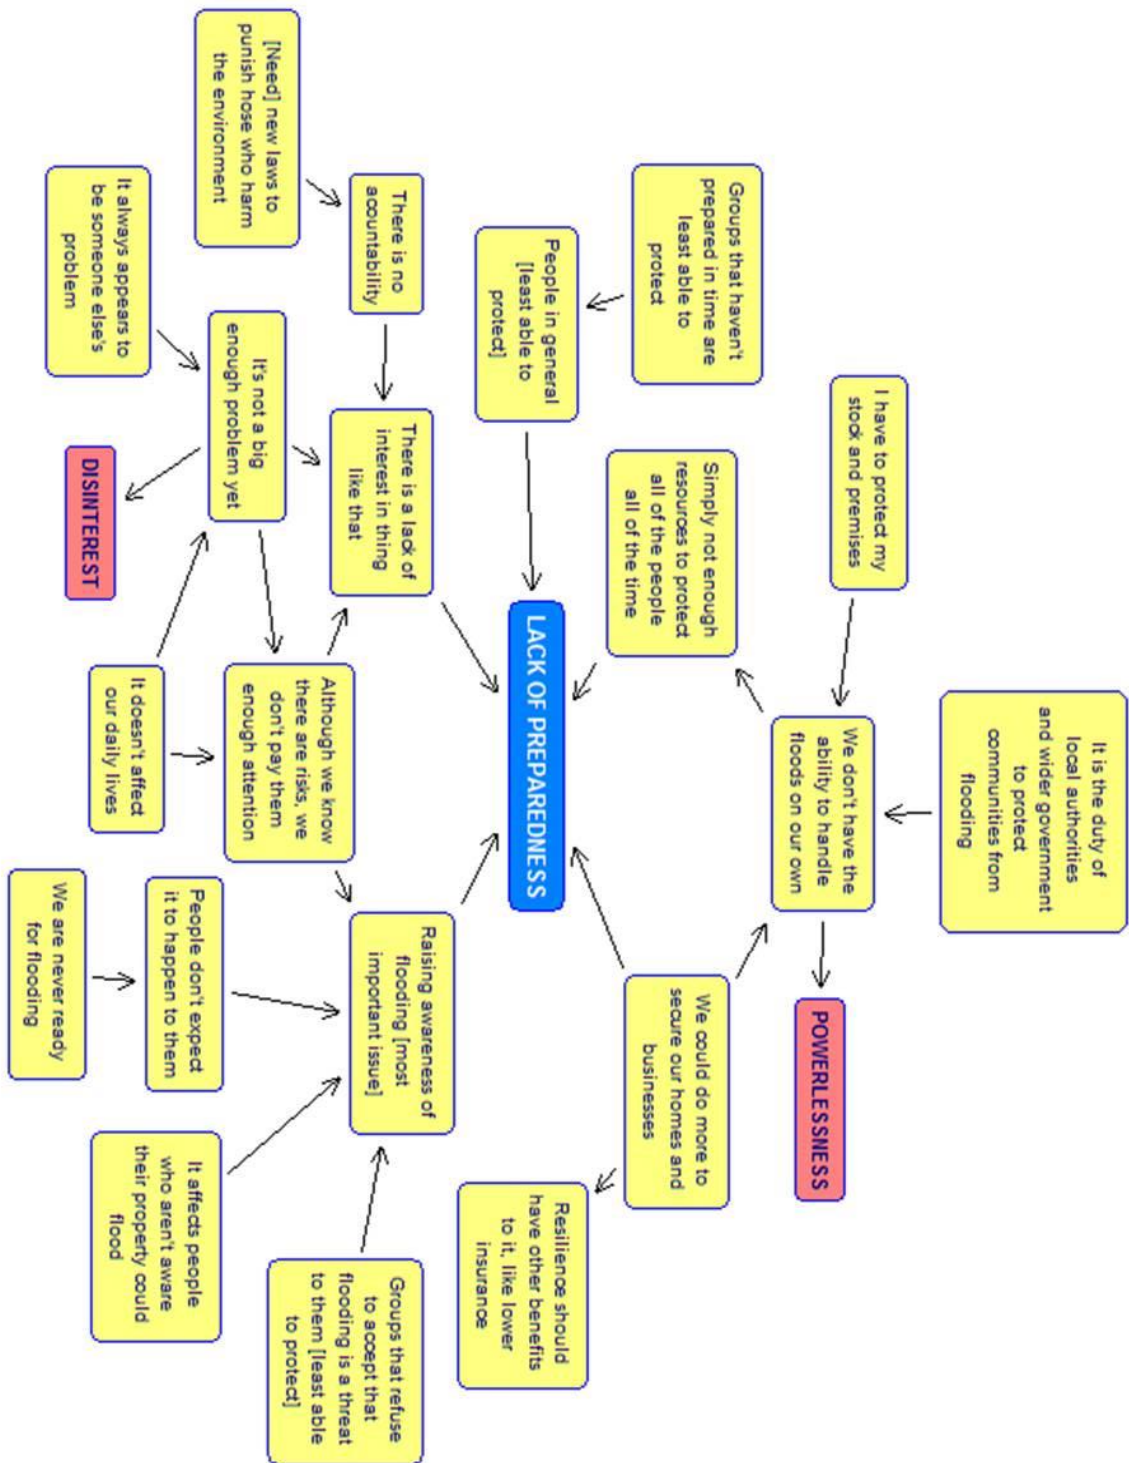 It is the duty of
local authorities
and wider government
to protect
communities from
flooding
I have to protect my
stock and premises
We don't have the
ability to handle
floods on our own
POWERLESSNESS
Groups that haven't
prepared in time are
least able to
protect
Simply not enough
resources to protect
all of the people
all of the time
We could do more to
secure our homes and
businesses
People in general
[least able to
protect]
Resilience should
have other benefits
to it, like lower
insurance
LACK OF PREPAREDNESS
There is no
acountability
There is a lack of
interest in thing
like that
Raising awareness of
flooding [most
important issue]
Groups that refuse
to accept that
flooding is a threat
to them [least able
to protect]
[Need] new laws to
punish hose who harm
the environment
It's not a big
enough problem yet
Although we know
there are risks, we
don't pay them
enough attention
People don't expect
it to happen to them
It affects people
who aren't aware
their property could
flood
It always appears to
be someone else's
problem
DISINTEREST
It doesn't affect
our daily lives
We are never ready
for flooding